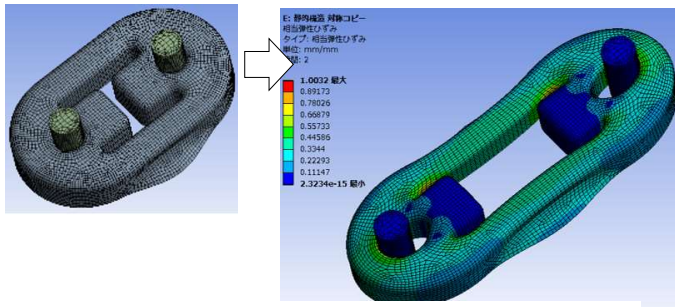 E: 静的構造 対称コピー
相当弾性ひずみ
タイプ: 相当弾性ひずみ
単位: mm/mm
間: 2
1.0032 最大
0.89173
0.78026
0.66879
0.55733
0.44586
0.3344
0.22293
0.11147
2.3234e-15 最小